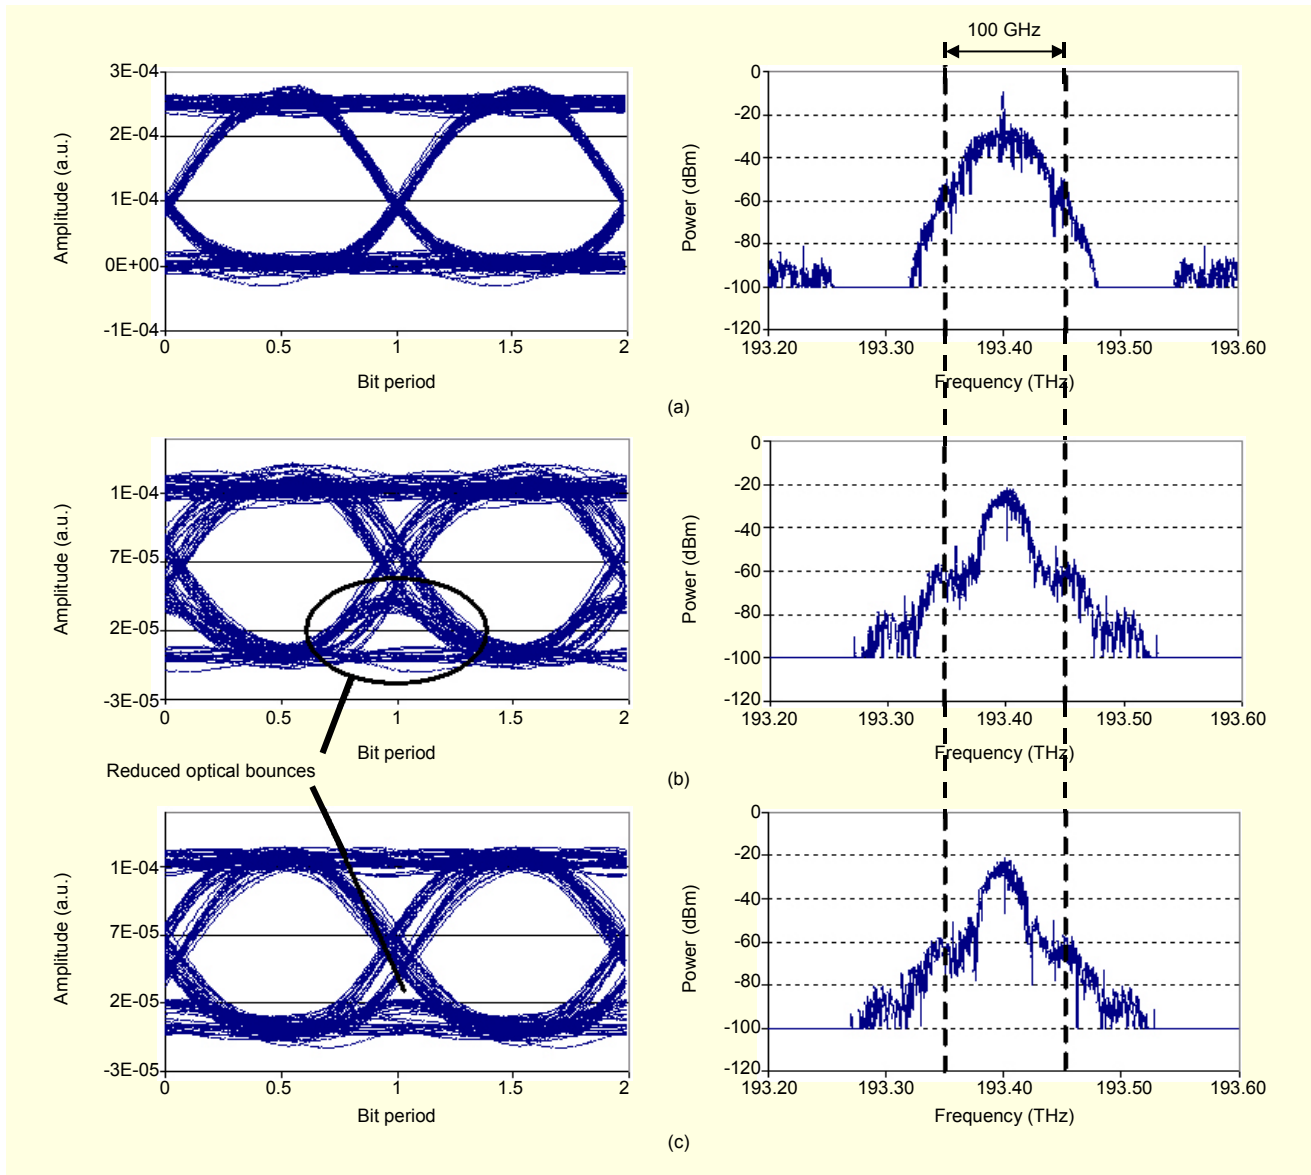 100 GHz
3E-04
2E-04
1E-04
0E+00
-1E-04
Amplitude (a.u.)
0 0.5 1 1.5 2
Bit period
0
-20
-40
-60
-80
-100
-120
Power (dBm)
193.20 193.30 193.40 193.50 193.60
Frequency (THz)
(a)
1E-04
7E-05
2E-05
-3E-05
Amplitude (a.u.)
0 0.5 1 1.5 2
Bit period
0
-20
-40
-60
-80
-100
-120
Power (dBm)
193.20 193.30 193.40 193.50 193.60
Frequency (THz)
(b)
Reduced optical bounces
1E-04
7E-05
2E-05
-3E-05
Amplitude (a.u.)
0 0.5 1 1.5 2
Bit period
0
-20
-40
-60
-80
-100
-120
Power (dBm)
193.20 193.30 193.40 193.50 193.60
Frequency (THz)
(c)